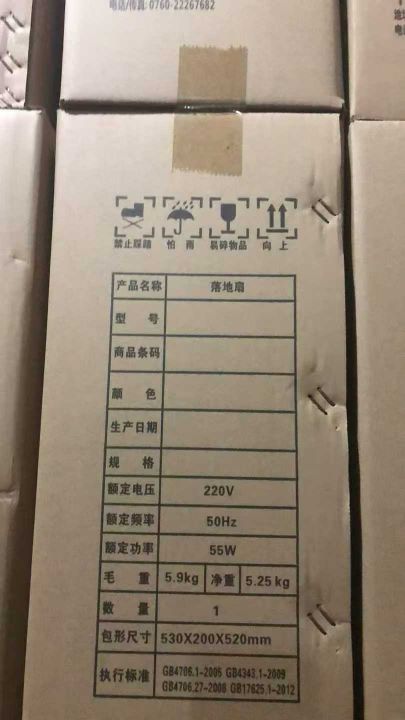 电话/传真: 0760-22267682
禁止踩踏 怕雨 易碎物品 向上
产品名称 落地扇
型号
商品条码
颜色
生产日期
规格
额定电压 220V
额定频率 50Hz
额定功率 55W
毛重 5.9kg 净重 5.25kg
数量 1
包形尺寸 530X200X520mm
执行标准 GB4706.1-2005 GB4343.1-2009
GB4706.27-2008 GB17625.1-2012